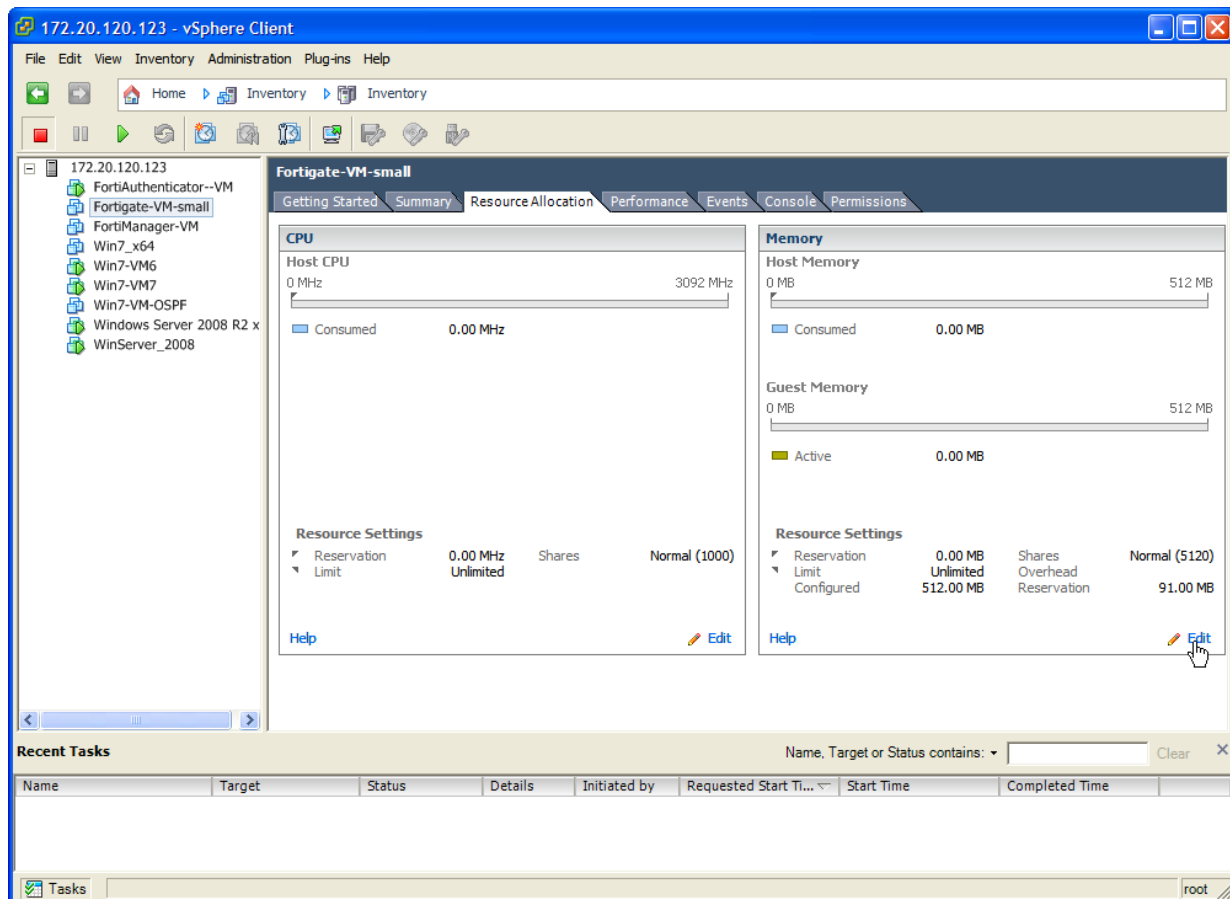 172.20.120.123 - vSphere Client
File Edit View Inventory Administration Plug-ins Help
Home Inventory Inventory
172.20.120.123
FortiAuthenticator--VM
Fortigate-VM-small
FortiManager-VM
Win7_x64
Win7-VM6
Win7-VM7
Win7-VM-OSPF
Windows Server 2008 R2 x
WinServer_2008
Fortigate-VM-small
Getting Started Summary Resource Allocation Performance Events Console Permissions
CPU
Host CPU
0 MHz 3092 MHz
Consumed 0.00 MHz
Resource Settings
Reservation 0.00 MHz Shares Normal (1000)
Limit Unlimited
Help Edit
Memory
Host Memory
0 MB 512 MB
Consumed 0.00 MB
Guest Memory
0 MB 512 MB
Active 0.00 MB
Resource Settings
Reservation 0.00 MB Shares Normal (5120)
Limit Unlimited Overhead
Configured 512.00 MB Reservation 91.00 MB
Help Edit
Recent Tasks Name, Target or Status contains: Clear
Name Target Status Details Initiated by Requested Start Ti... Start Time Completed Time
Tasks root